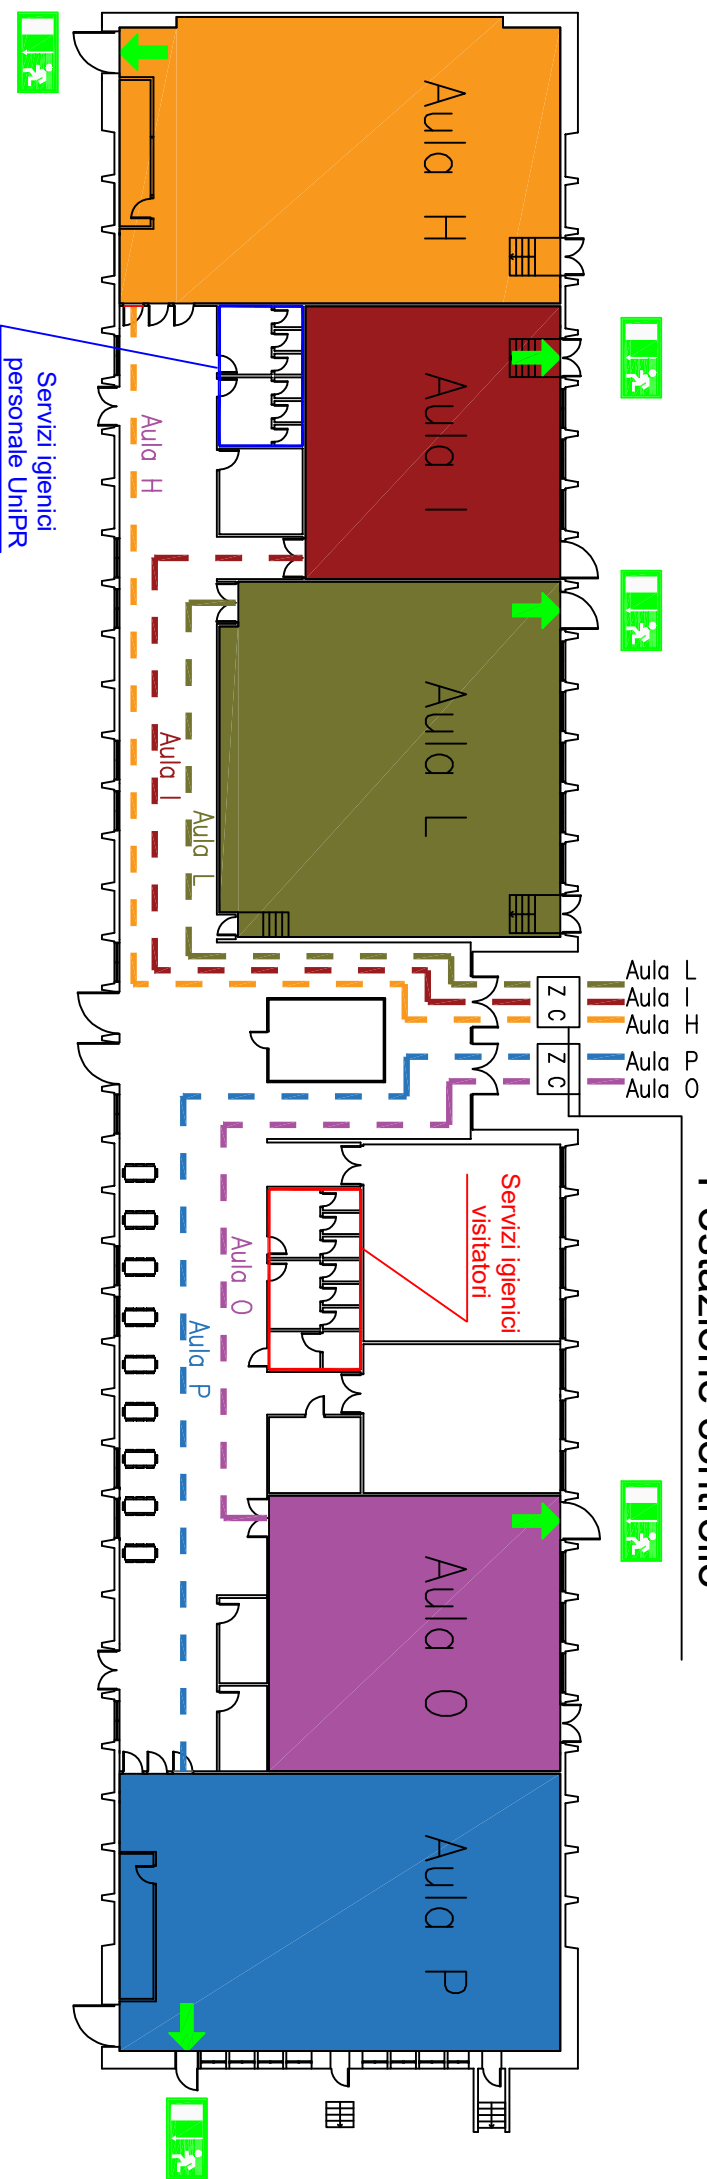 Aula H
Aula I
Aula L
Aula O
Aula P
Servizi igienici
personale UniPR
Aula H
Aula I
Aula L
Aula L
Aula I
Aula H
Aula P
Aula O
Z C
Z C
Servizi igienici
visitatori
Aula O
Aula P